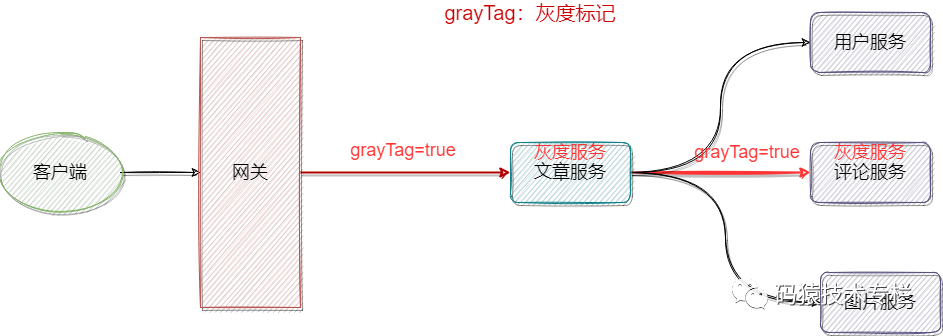 grayTag：灰度标记
用户服务
客户端
网关
grayTag=true
灰度服务
文章服务
grayTag=true
灰度服务
评论服务
图片服务
码猿技术专栏